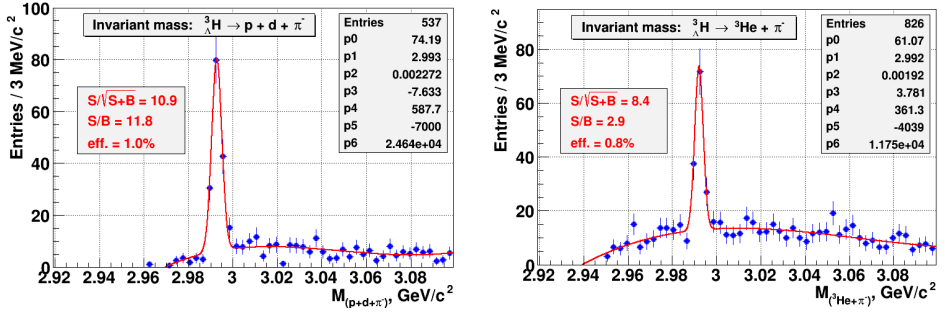 Invariant mass: ³ΛH → p + d + π⁻
Entries 537
p0 74.19
p1 2.993
p2 0.002272
p3 -7.633
p4 587.7
p5 -7000
p6 2.464e+04
S/√S+B = 10.9
S/B = 11.8
eff. = 1.0%
Entries / 3 MeV/c²
100
80
60
40
20
0
2.92 2.94 2.96 2.98 3 3.02 3.04 3.06 3.08
M(p+d+π⁻), GeV/c²
Invariant mass: ³ΛH → ³He + π⁻
Entries 826
p0 61.07
p1 2.992
p2 0.00192
p3 3.781
p4 361.3
p5 -4039
p6 1.175e+04
S/√S+B = 8.4
S/B = 2.9
eff. = 0.8%
Entries / 3 MeV/c²
80
60
40
20
0
2.92 2.94 2.96 2.98 3 3.02 3.04 3.06 3.08
M(³He+π⁻), GeV/c²